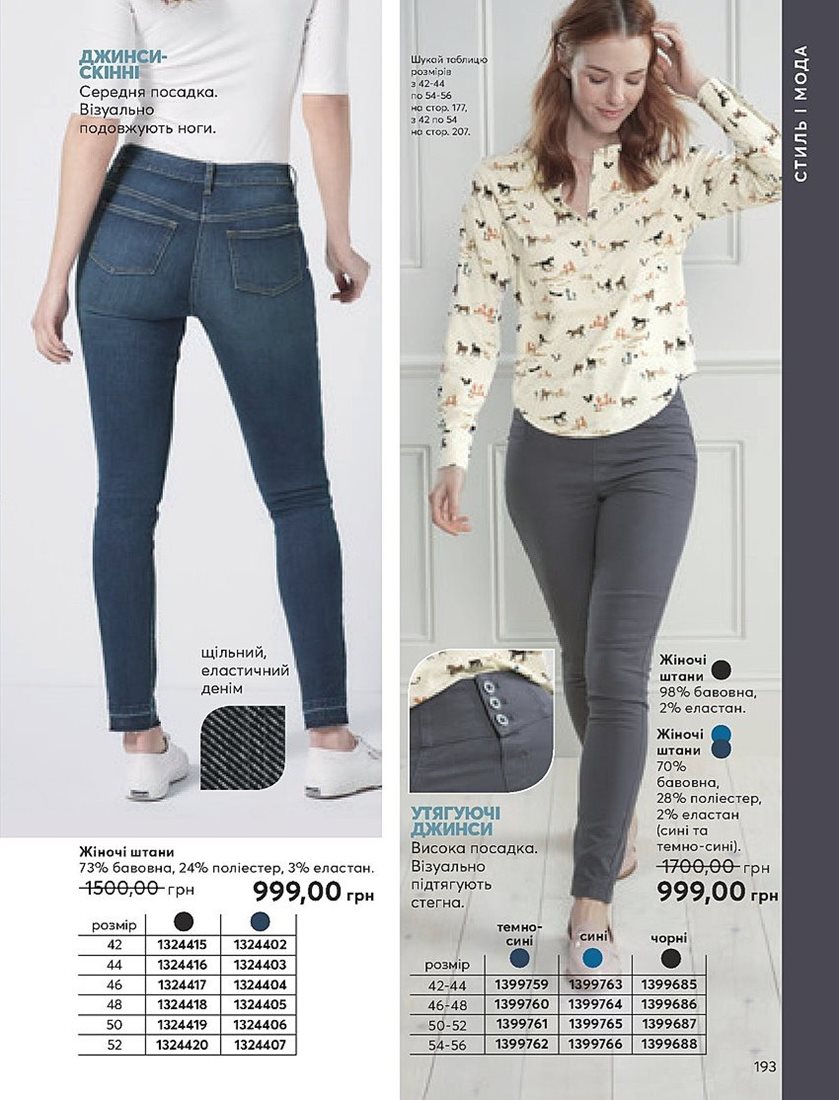 ДЖИНСИ-
СКІННІ
Середня посадка.
Візуально
подовжують ноги.
щільний,
еластичний
денім
Жіночі штани
73% бавовна, 24% поліестер, 3% еластан.
1500,00 грн 999,00 грн
розмір
42 1324415 1324402
44 1324416 1324403
46 1324417 1324404
48 1324418 1324405
50 1324419 1324406
52 1324420 1324407
Шукай таблицю
розмірів
з 42-44
по 54-56
на стор. 177,
з 42 по 54
на стор. 207.
СТИЛЬ І МОДА
Жіночі
штани
98% бавовна,
2% еластан.
Жіночі
штани
70%
бавовна,
28% поліестер,
2% еластан
(сині та
темно-сині).
1700,00 грн
999,00 грн
УТЯГУЮЧІ
ДЖИНСИ
Висока посадка.
Візуально
підтягують
стегна.
темно-
сині сині чорні
розмір
42-44 1399759 1399763 1399685
46-48 1399760 1399764 1399686
50-52 1399761 1399765 1399687
54-56 1399762 1399766 1399688
193